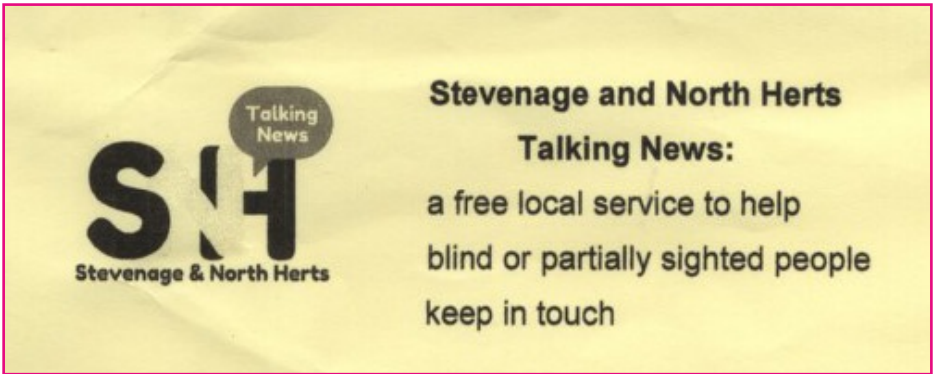 Talking
News
SNH
Stevenage & North Herts
Stevenage and North Herts
Talking News:
a free local service to help
blind or partially sighted people
keep in touch